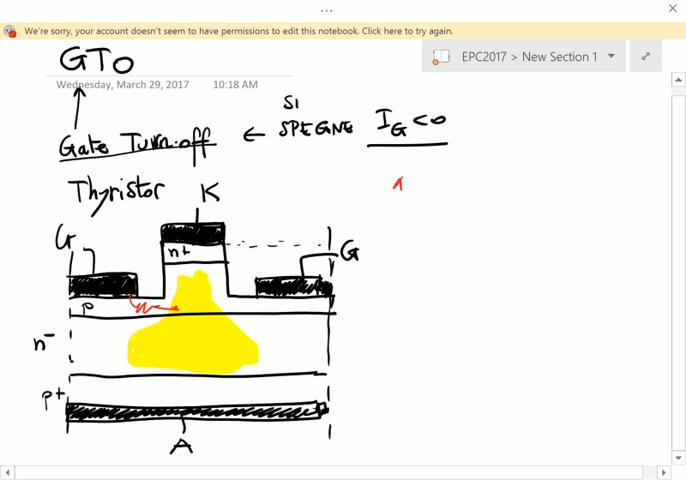 We're sorry, your account doesn't seem to have permissions to edit this notebook. Click here to try again.
GTO
EPC2017 > New Section 1
Wednesday, March 29, 2017 10:18 AM
Gate Turn-off
← SI SPEGNE
I_G < 0
Thyristor
K
G
n+
G
p
n⁻
p+
A